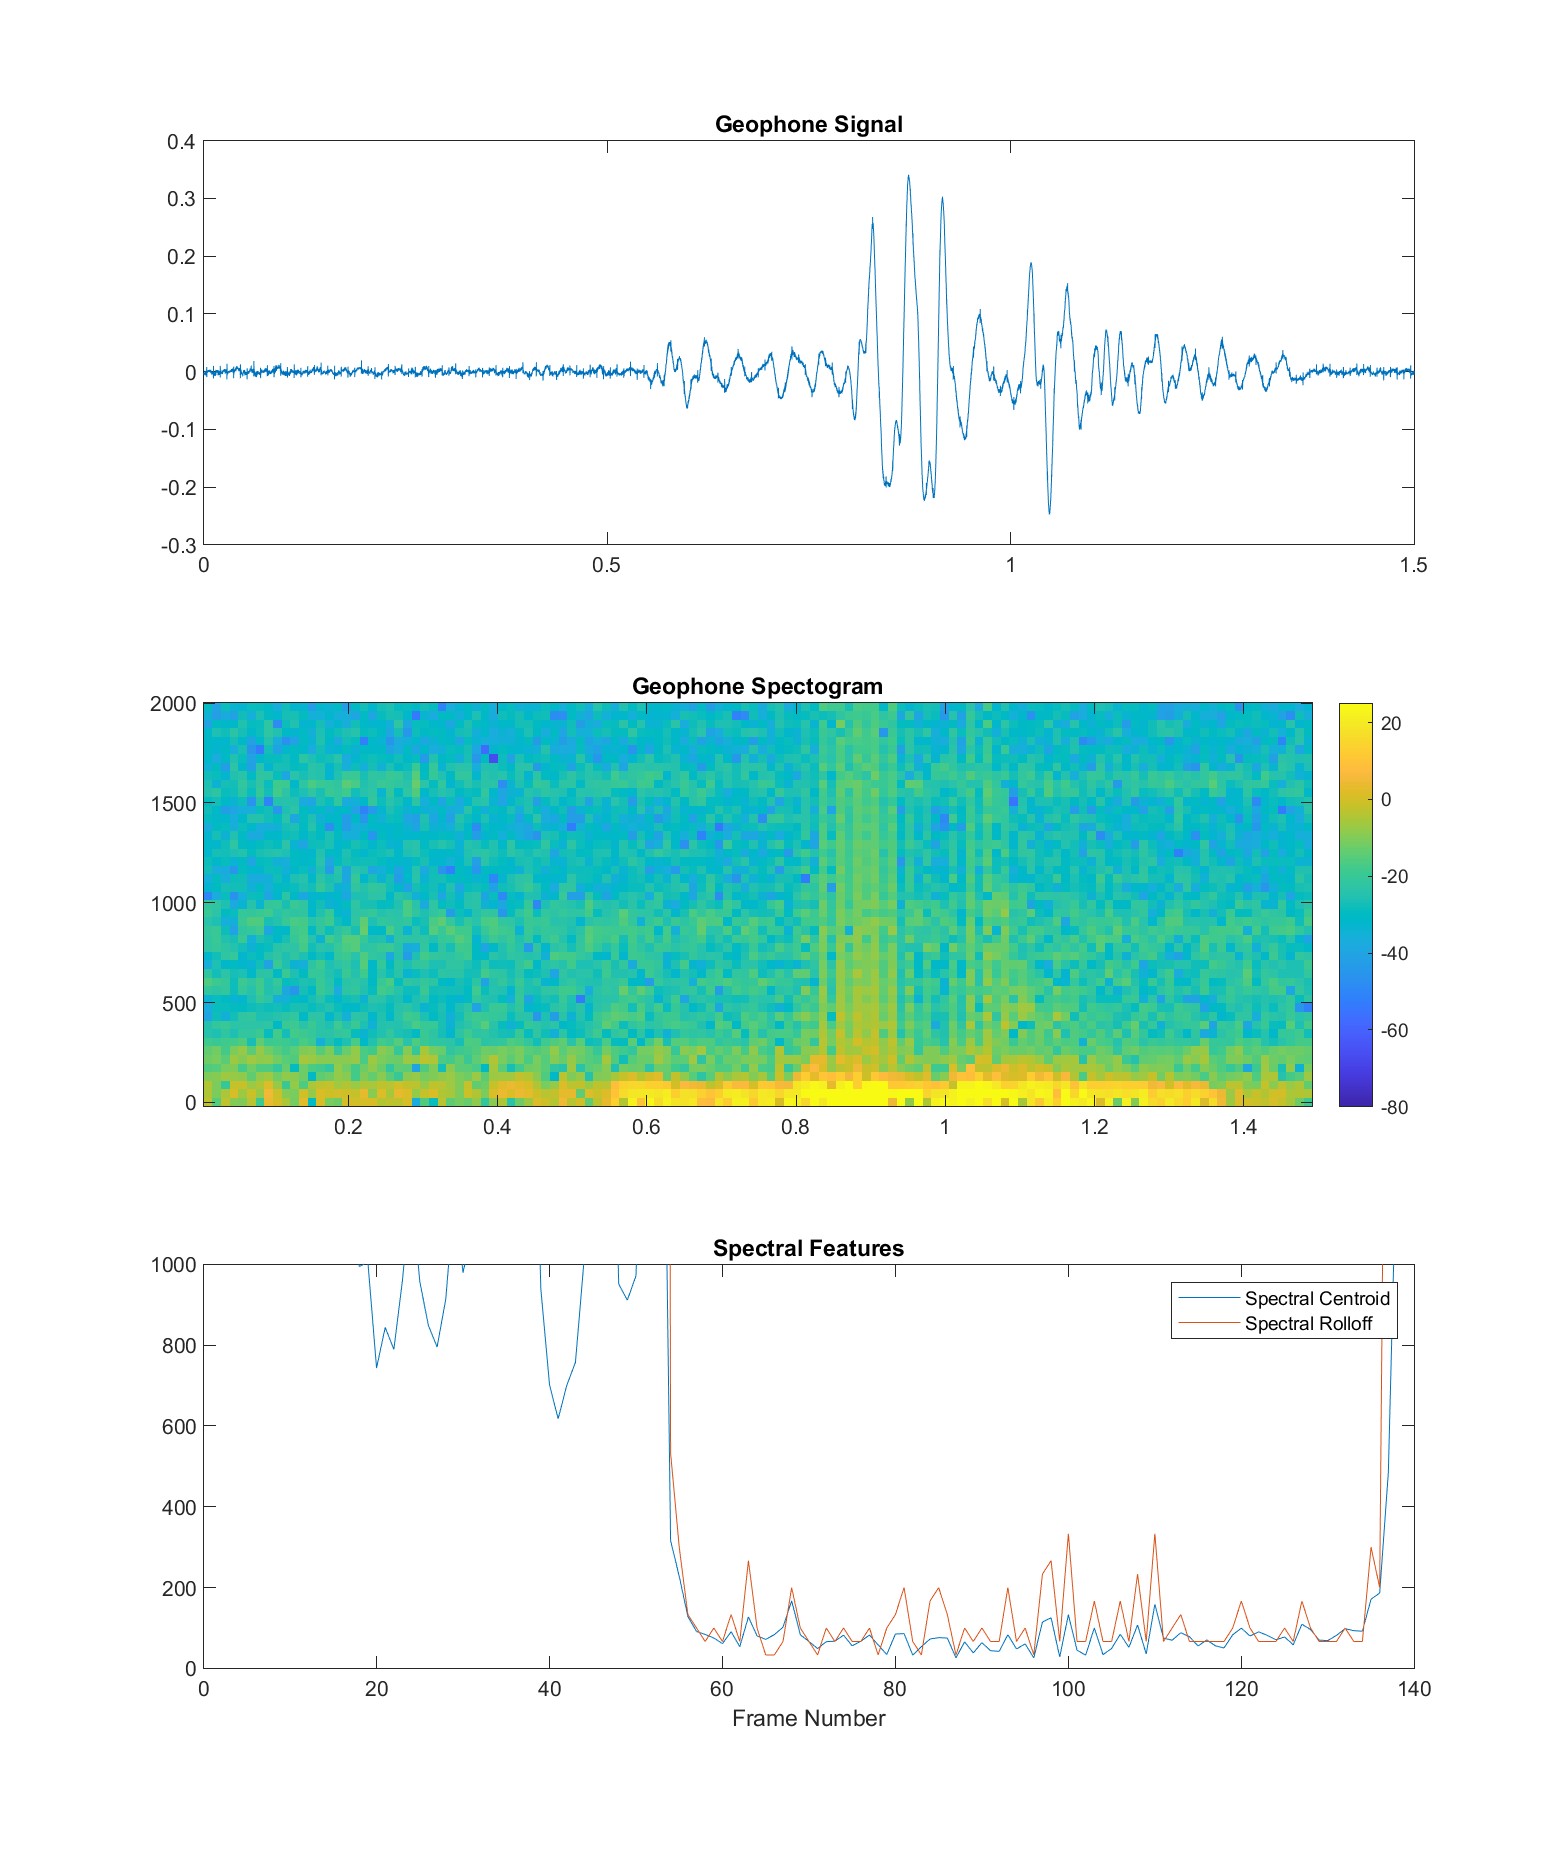 Geophone Signal
0.4
0.3
0.2
0.1
0
-0.1
-0.2
-0.3
0 0.5 1 1.5
Geophone Spectogram
2000
1500
1000
500
0
20
0
-20
-40
-60
-80
0.2 0.4 0.6 0.8 1 1.2 1.4
Spectral Features
1000
800
600
400
200
0
Spectral Centroid
Spectral Rolloff
0 20 40 60 80 100 120 140
Frame Number